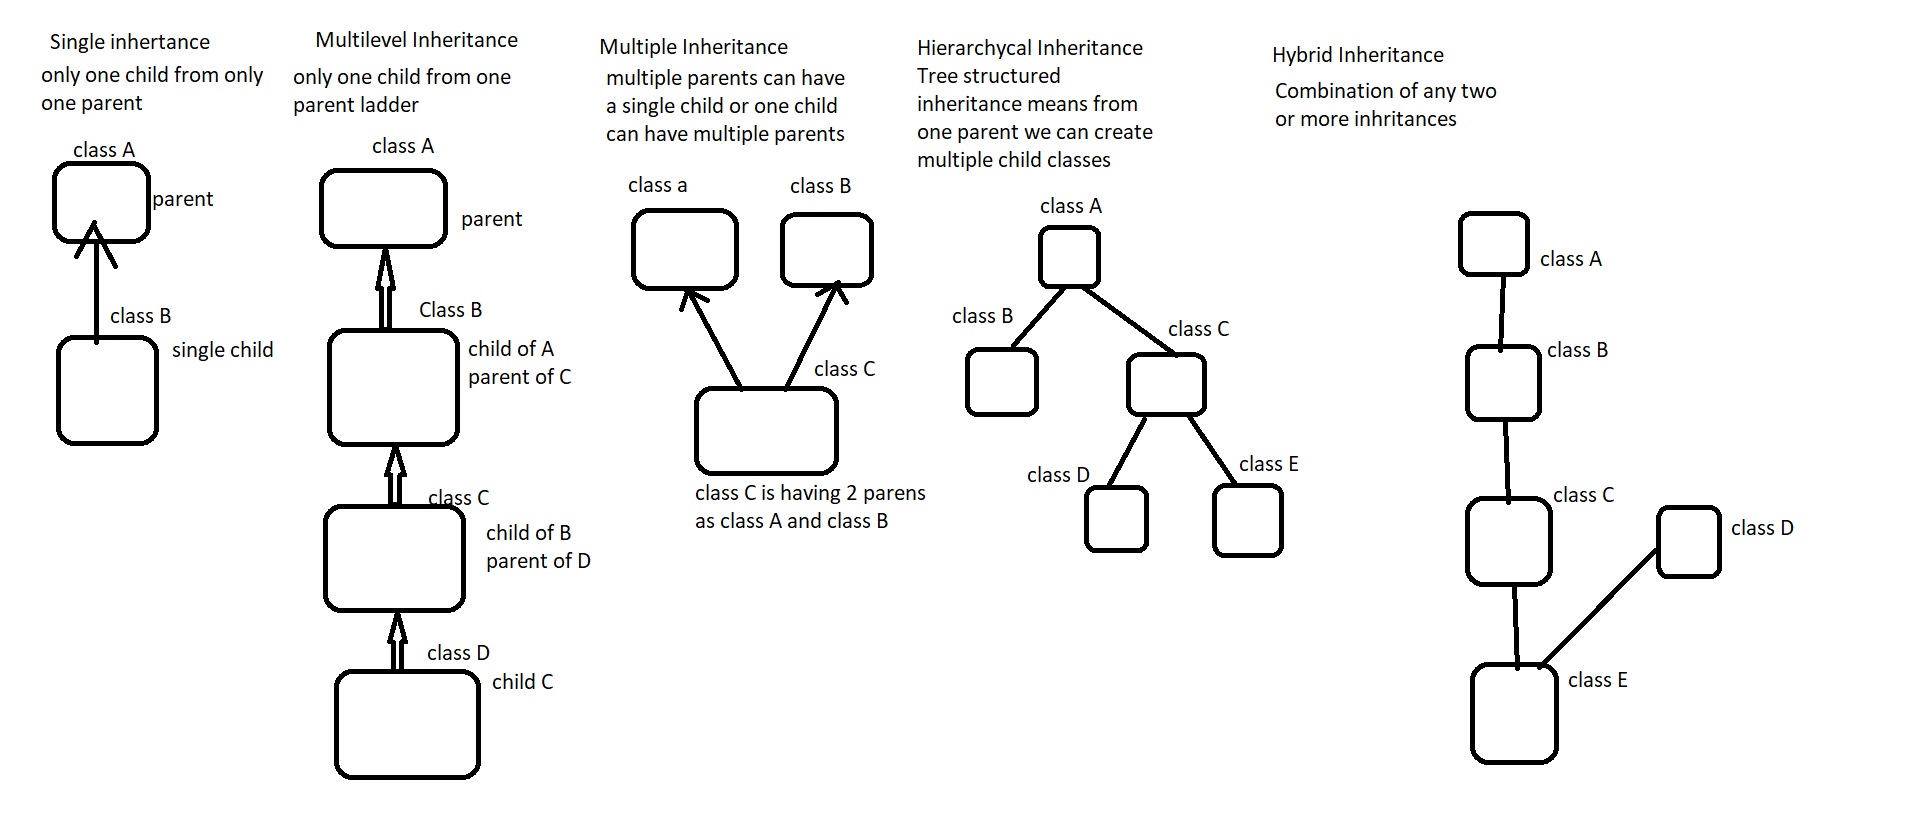 Single inhertance
only one child from only
one parent
class A
parent
class B
single child
Multilevel Inheritance
only one child from one
parent ladder
class A
parent
Class B
child of A
parent of C
class C
child of B
parent of D
class D
child C
Multiple Inheritance
multiple parents can have
a single child or one child
can have multiple parents
class a
class B
class C
class C is having 2 parens
as class A and class B
Hierarchycal Inheritance
Tree structured
inheritance means from
one parent we can create
multiple child classes
class A
class B
class C
class D
class E
Hybrid Inheritance
Combination of any two
or more inhritances
class A
class B
class C
class D
class E